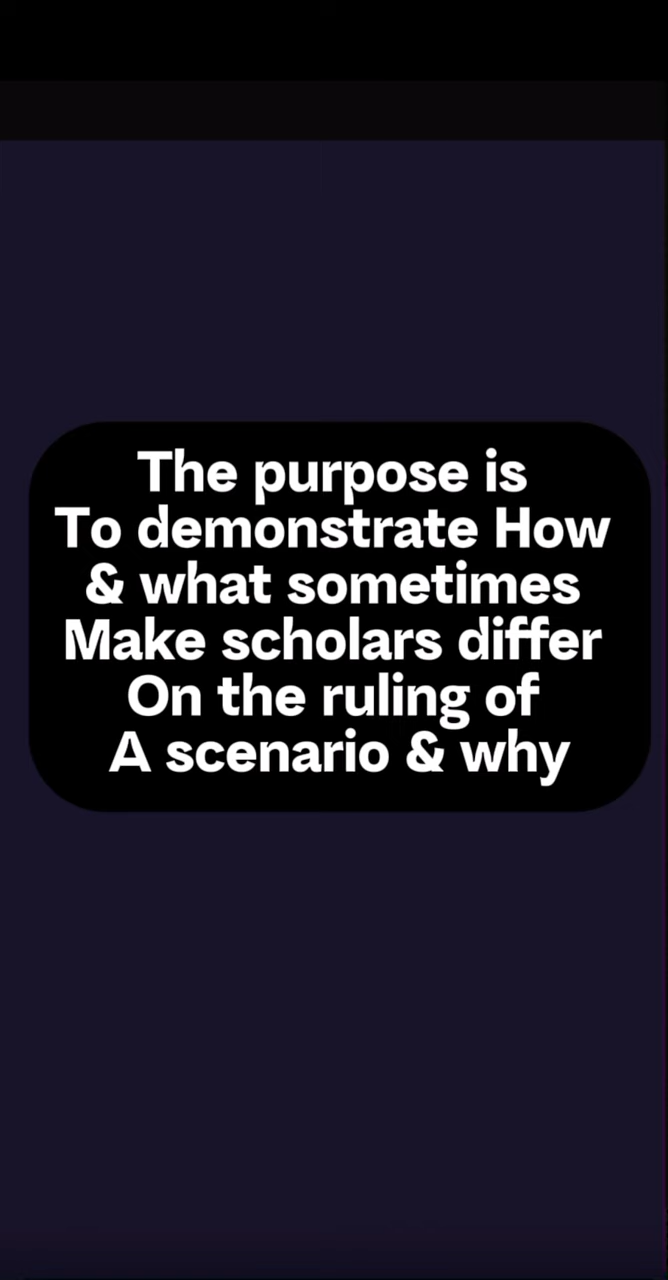 The purpose is
To demonstrate How
& what sometimes
Make scholars differ
On the ruling of
A scenario & why